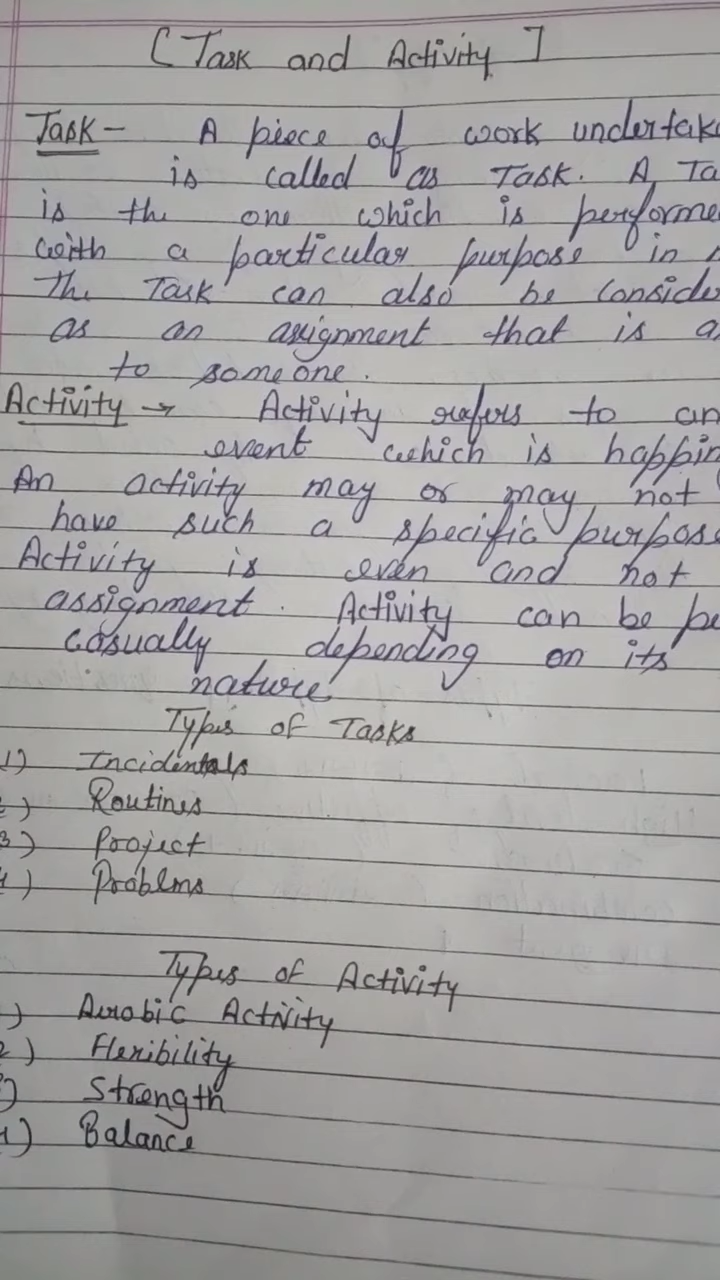 [Task and Activity]
Task - A piece of work undertak
is called as Task. A Ta
is the one which is performe
with a particular purpose in
The Task can also be Conside
as an assignment that is a
to someone.
Activity → Activity refers to an
event which is happin
An activity may or may not
have such a specific purpose
Activity is even and not
assignment. Activity can be pe
casually depending on its
nature.
Types of Tasks
1) Incidentals
2) Routines
3) Project
4) Problms
Types of Activity
) Aerobic Activity
2) Flexibility
3) Strength
4) Balance